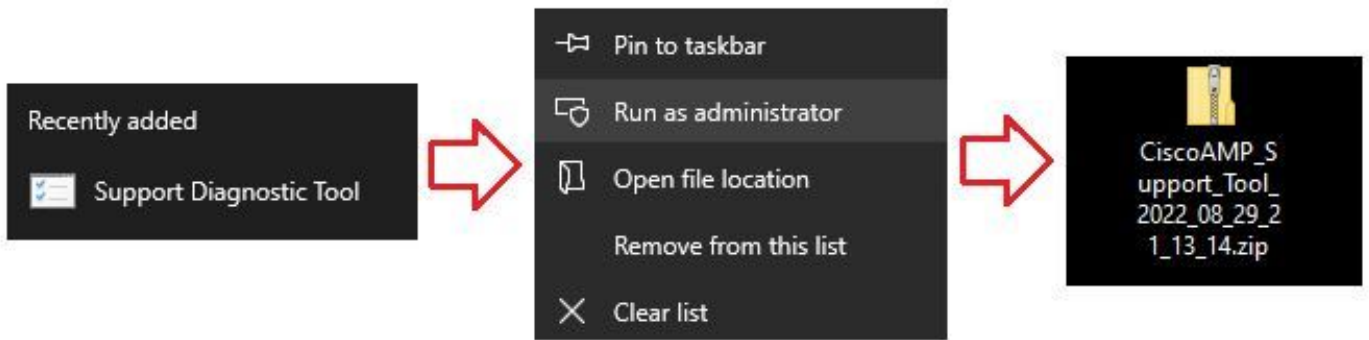 Recently added
Support Diagnostic Tool
Pin to taskbar
Run as administrator
Open file location
Remove from this list
Clear list
CiscoAMP_S
upport_Tool_
2022_08_29_2
1_13_14.zip